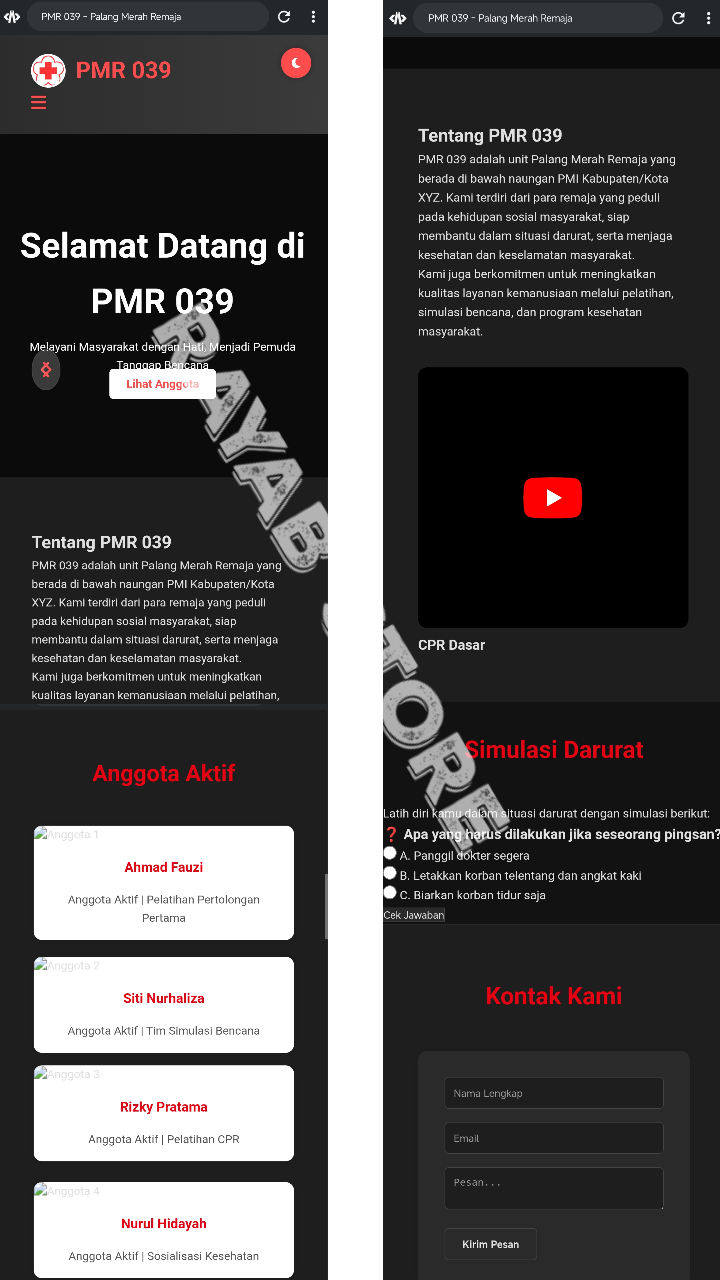 PMR 039 - Palang Merah Remaja
PMR 039
Selamat Datang di
PMR 039
Melayani Masyarakat dengan Hati, Menjadi Pemuda
Tanggap Bencana
Lihat Anggota
Tentang PMR 039
PMR 039 adalah unit Palang Merah Remaja yang
berada di bawah naungan PMI Kabupaten/Kota
XYZ. Kami terdiri dari para remaja yang peduli
pada kehidupan sosial masyarakat, siap
membantu dalam situasi darurat, serta menjaga
kesehatan dan keselamatan masyarakat.
Kami juga berkomitmen untuk meningkatkan
kualitas layanan kemanusiaan melalui pelatihan,
Anggota Aktif
Anggota 1
Ahmad Fauzi
Anggota Aktif | Pelatihan Pertolongan
Pertama
Anggota 2
Siti Nurhaliza
Anggota Aktif | Tim Simulasi Bencana
Anggota 3
Rizky Pratama
Anggota Aktif | Pelatihan CPR
Anggota 4
Nurul Hidayah
Anggota Aktif | Sosialisasi Kesehatan
PMR 039 - Palang Merah Remaja
Tentang PMR 039
PMR 039 adalah unit Palang Merah Remaja yang
berada di bawah naungan PMI Kabupaten/Kota
XYZ. Kami terdiri dari para remaja yang peduli
pada kehidupan sosial masyarakat, siap
membantu dalam situasi darurat, serta menjaga
kesehatan dan keselamatan masyarakat.
Kami juga berkomitmen untuk meningkatkan
kualitas layanan kemanusiaan melalui pelatihan,
simulasi bencana, dan program kesehatan
masyarakat.
CPR Dasar
Simulasi Darurat
Latih diri kamu dalam situasi darurat dengan simulasi berikut:
❓ Apa yang harus dilakukan jika seseorang pingsan?
A. Panggil dokter segera
B. Letakkan korban telentang dan angkat kaki
C. Biarkan korban tidur saja
Cek Jawaban
Kontak Kami
Nama Lengkap
Email
Pesan...
Kirim Pesan
RAYAB
TORE